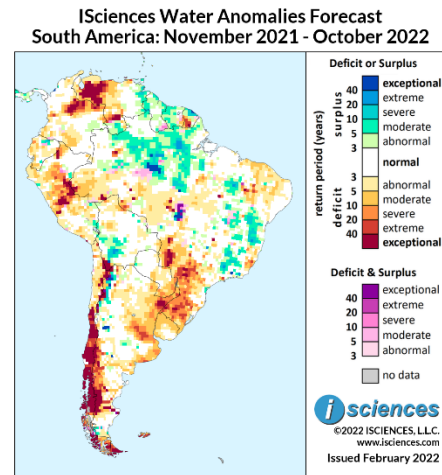 ISciences Water Anomalies Forecast
South America: November 2021 - October 2022
Deficit or Surplus
exceptional
40
extreme
20
severe
10
moderate
5
abnormal
3
normal
3
abnormal
5
moderate
10
severe
20
extreme
40
exceptional
return period (years)
deficit
surplus
Deficit & Surplus
exceptional
40
extreme
20
severe
10
moderate
5
abnormal
3
no data
i sciences
©2022 ISCIENCES, L.L.C.
www.isciences.com
Issued February 2022